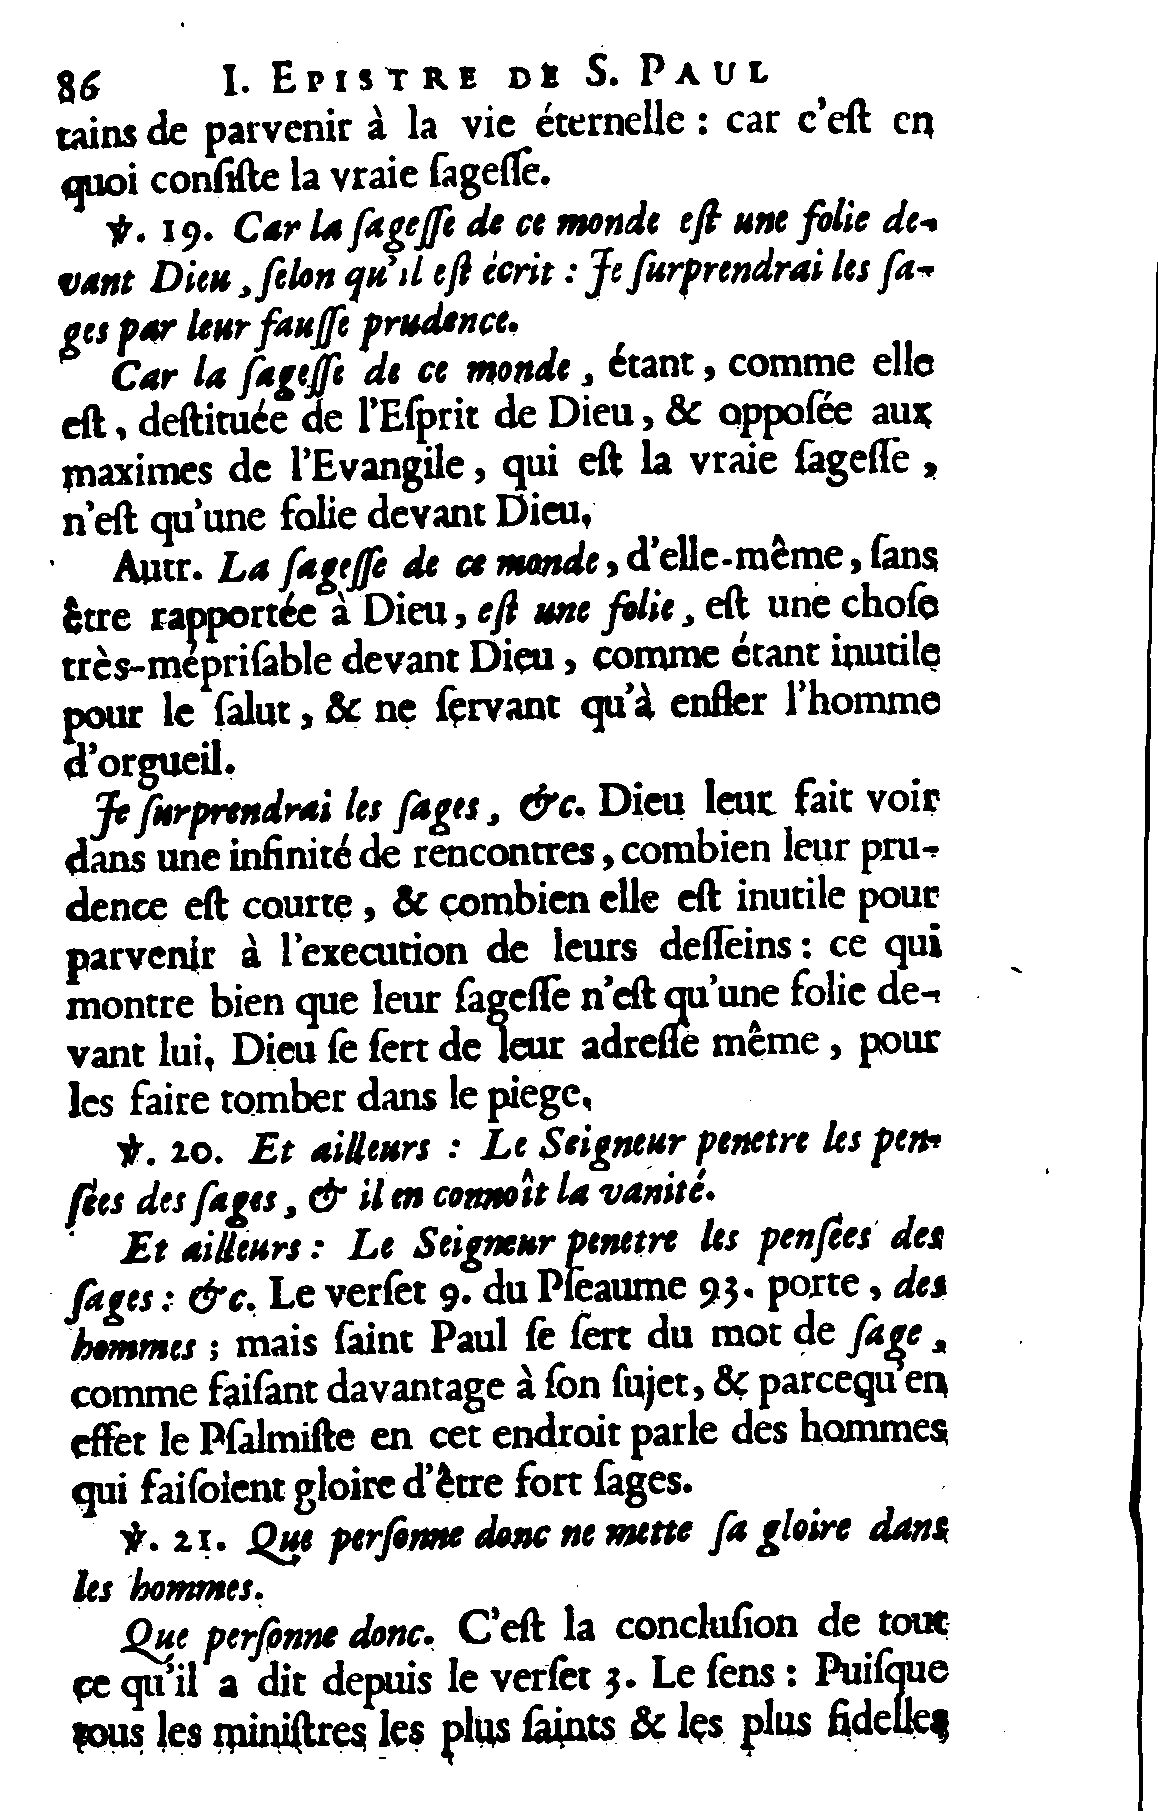 86 I. EPISTRE DE S. PAUL
tains de parvenir à la vie éternelle : car c'eſt en
quoi conſiſte la vraie ſageſſe.
℣. 19. Car la ſageſſe de ce monde eſt une folie de-
vant Dieu, ſelon qu'il eſt écrit : Je ſurprendrai les ſa-
ges par leur fauſſe prudence.
Car la ſageſſe de ce monde, étant, comme elle
eſt, deſtituée de l'Eſprit de Dieu, & oppoſée aux
maximes de l'Evangile, qui eſt la vraie ſageſſe,
n'eſt qu'une folie devant Dieu,
Autr. La ſageſſe de ce monde, d'elle-même, ſans
être rapportée à Dieu, eſt une folie, eſt une choſe
très-mépriſable devant Dieu, comme étant inutile
pour le ſalut, & ne ſervant qu'à enfler l'homme
d'orgueil.
Je ſurprendrai les ſages, &c. Dieu leur fait voir
dans une infinité de rencontres, combien leur pru-
dence eſt courte, & combien elle eſt inutile pour
parvenir à l'execution de leurs deſſeins : ce qui
montre bien que leur ſageſſe n'eſt qu'une folie de-
vant lui, Dieu ſe ſert de leur adreſſe même, pour
les faire tomber dans le piege,
℣. 20. Et ailleurs : Le Seigneur penetre les pen-
ſées des ſages, & il en connoît la vanité.
Et ailleurs : Le Seigneur penetre les penſées des
ſages : &c. Le verſet 9. du Pſeaume 93. porte, des
hommes ; mais ſaint Paul ſe ſert du mot de ſage,
comme faiſant davantage à ſon ſujet, & parcequ'en
effet le Pſalmiſte en cet endroit parle des hommes
qui faiſoient gloire d'être fort ſages.
℣. 21. Que perſonne donc ne mette ſa gloire dans
les hommes.
Que perſonne donc. C'eſt la concluſion de tout
ce qu'il a dit depuis le verſet 3. Le ſens : Puiſque
tous les miniſtres les plus ſaints & les plus fidelles